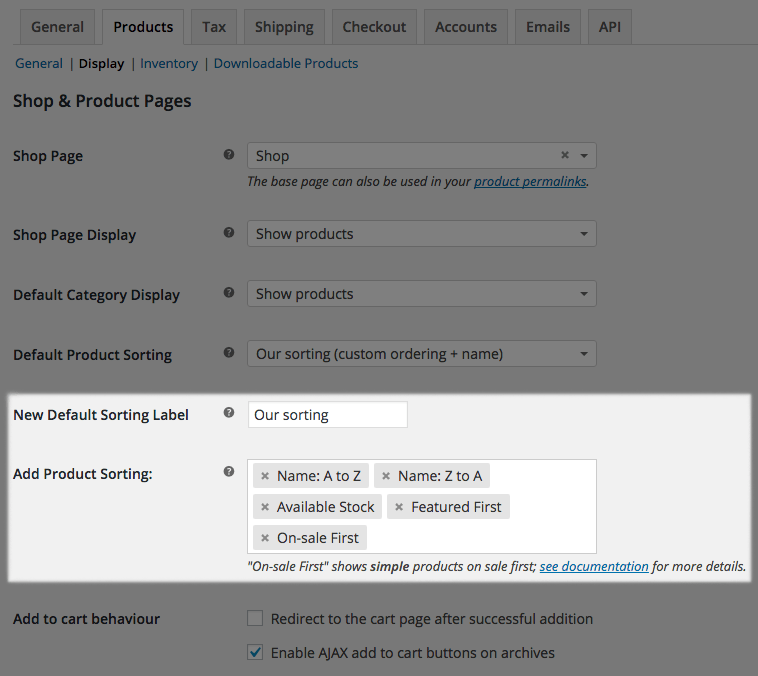 General Products Tax Shipping Checkout Accounts Emails API
General | Display | Inventory | Downloadable Products
Shop & Product Pages
Shop Page ? Shop ×
The base page can also be used in your product permalinks.
Shop Page Display ? Show products
Default Category Display ? Show products
Default Product Sorting ? Our sorting (custom ordering + name)
New Default Sorting Label ? Our sorting
Add Product Sorting: ? × Name: A to Z × Name: Z to A
× Available Stock × Featured First
× On-sale First
"On-sale First" shows simple products on sale first; see documentation for more details.
Add to cart behaviour Redirect to the cart page after successful addition
Enable AJAX add to cart buttons on archives